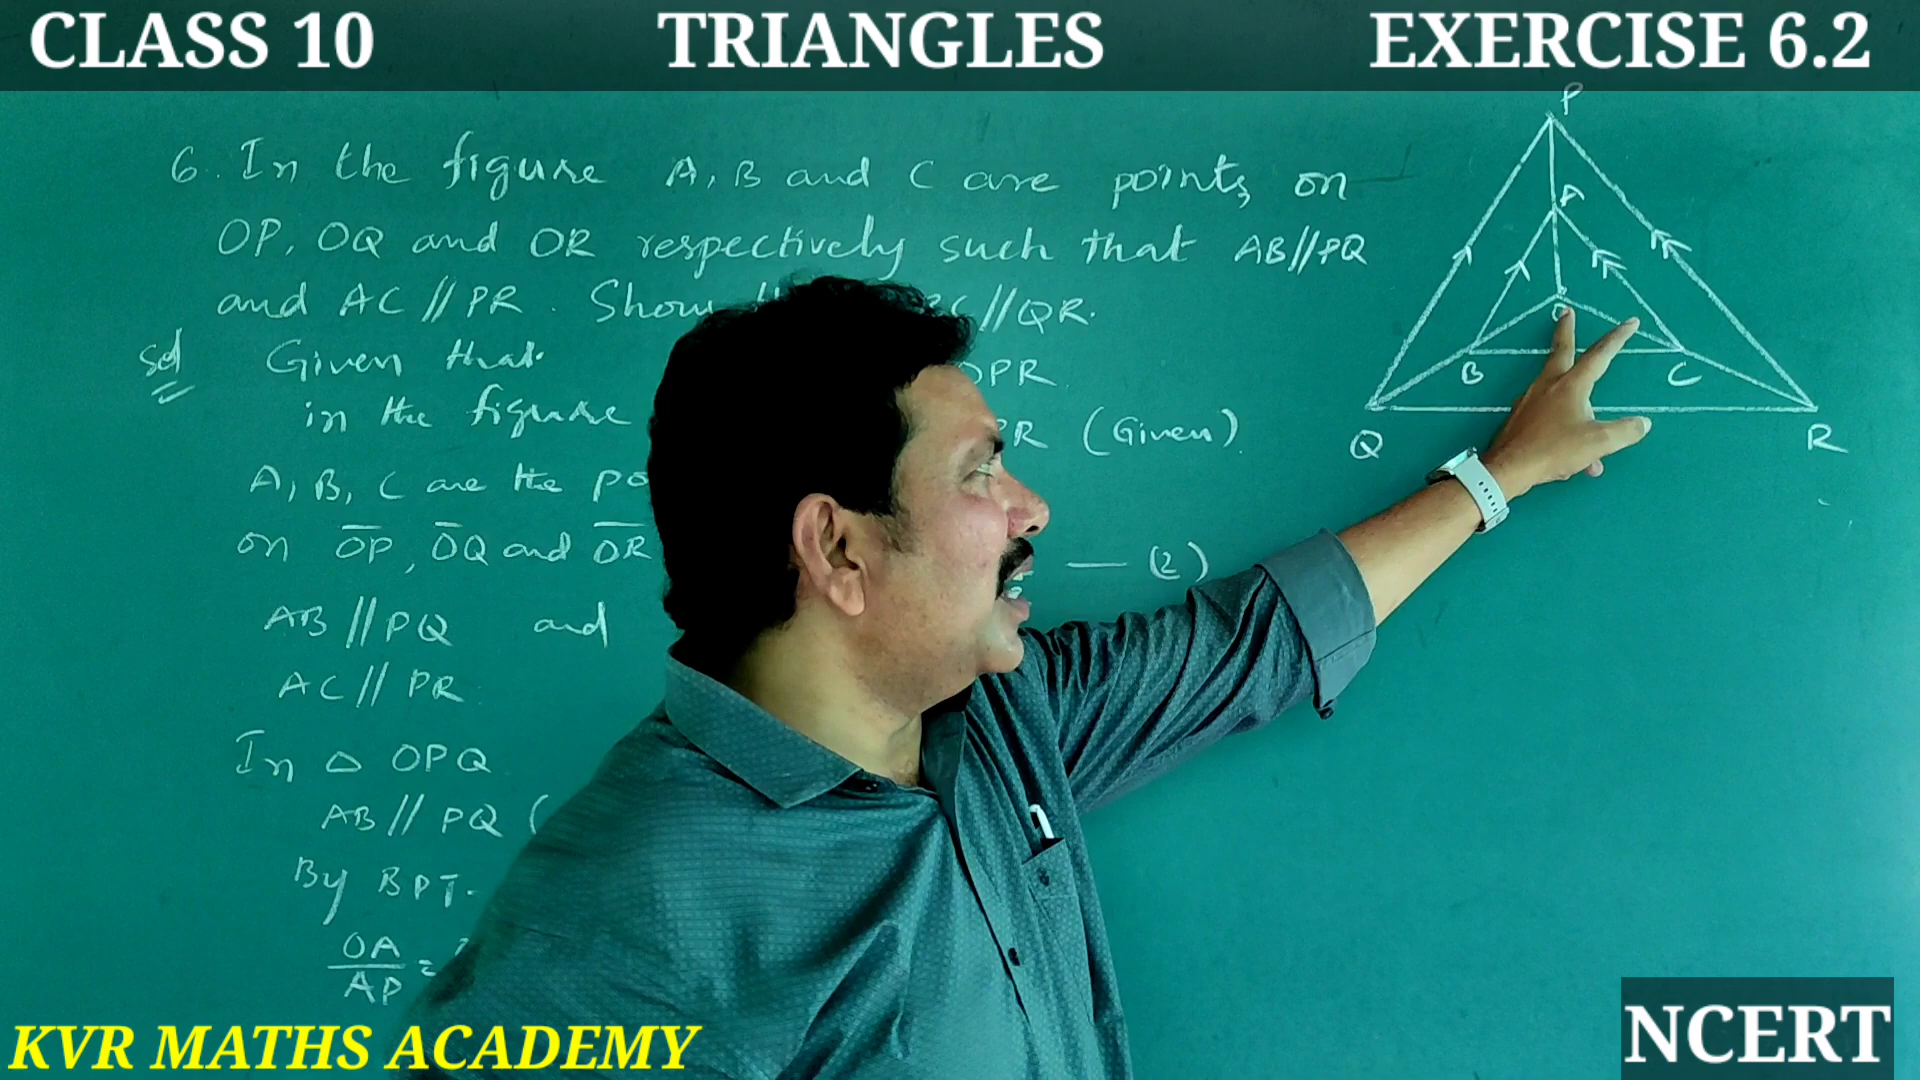 CLASS 10 TRIANGLES EXERCISE 6.2
6. In the figure A, B and C are points on
OP, OQ and OR respectively such that AB//PQ
and AC // PR. Show C//QR.
Sol Given that
in the figure
A, B, C are the
on OP, OQ and OR
AB // PQ and
AC // PR
In △ OPQ
AB // PQ (
By BPT.
OA
AP =
OPR
PR (Given).
— (2)
P
A
O
B C
Q R
KVR MATHS ACADEMY
NCERT